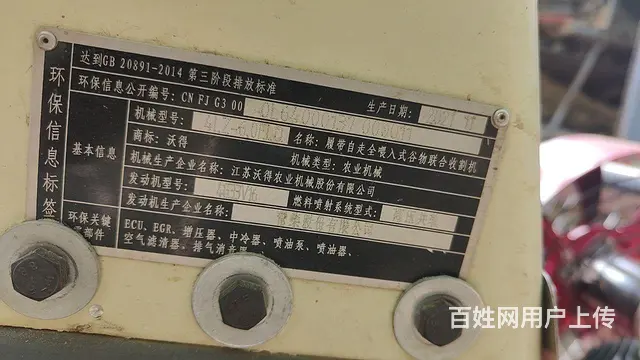 环保信息标签
达到GB 20891-2014 第三阶段排放标准
环保信息公开编号: CN FJ G3 00
生产日期:
基本信息
机械型号:
名称: 履带自走全喂入式谷物联合收割机
商标: 沃得
机械类型: 农业机械
机械生产企业名称: 江苏沃得农业机械股份有限公司
发动机型号:
燃料喷射系统型式:
发动机生产企业名称: 股份有限公司
环保关键
零部件
ECU、EGR、增压器、中冷器、喷油泵、喷油器、
空气滤清器、排气消音器
百姓网用户上传